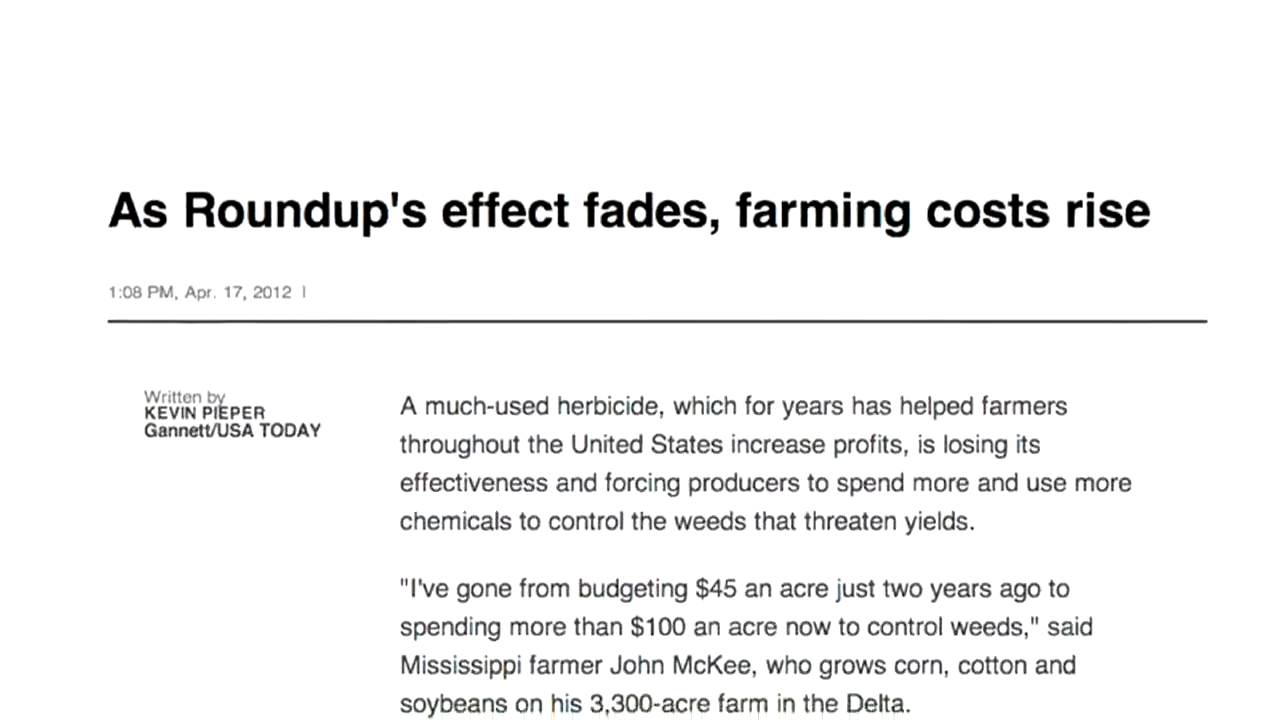 As Roundup's effect fades, farming costs rise
1:08 PM, Apr. 17, 2012 |
Written by
KEVIN PIEPER
Gannett/USA TODAY
A much-used herbicide, which for years has helped farmers
throughout the United States increase profits, is losing its
effectiveness and forcing producers to spend more and use more
chemicals to control the weeds that threaten yields.
"I've gone from budgeting $45 an acre just two years ago to
spending more than $100 an acre now to control weeds," said
Mississippi farmer John McKee, who grows corn, cotton and
soybeans on his 3,300-acre farm in the Delta.